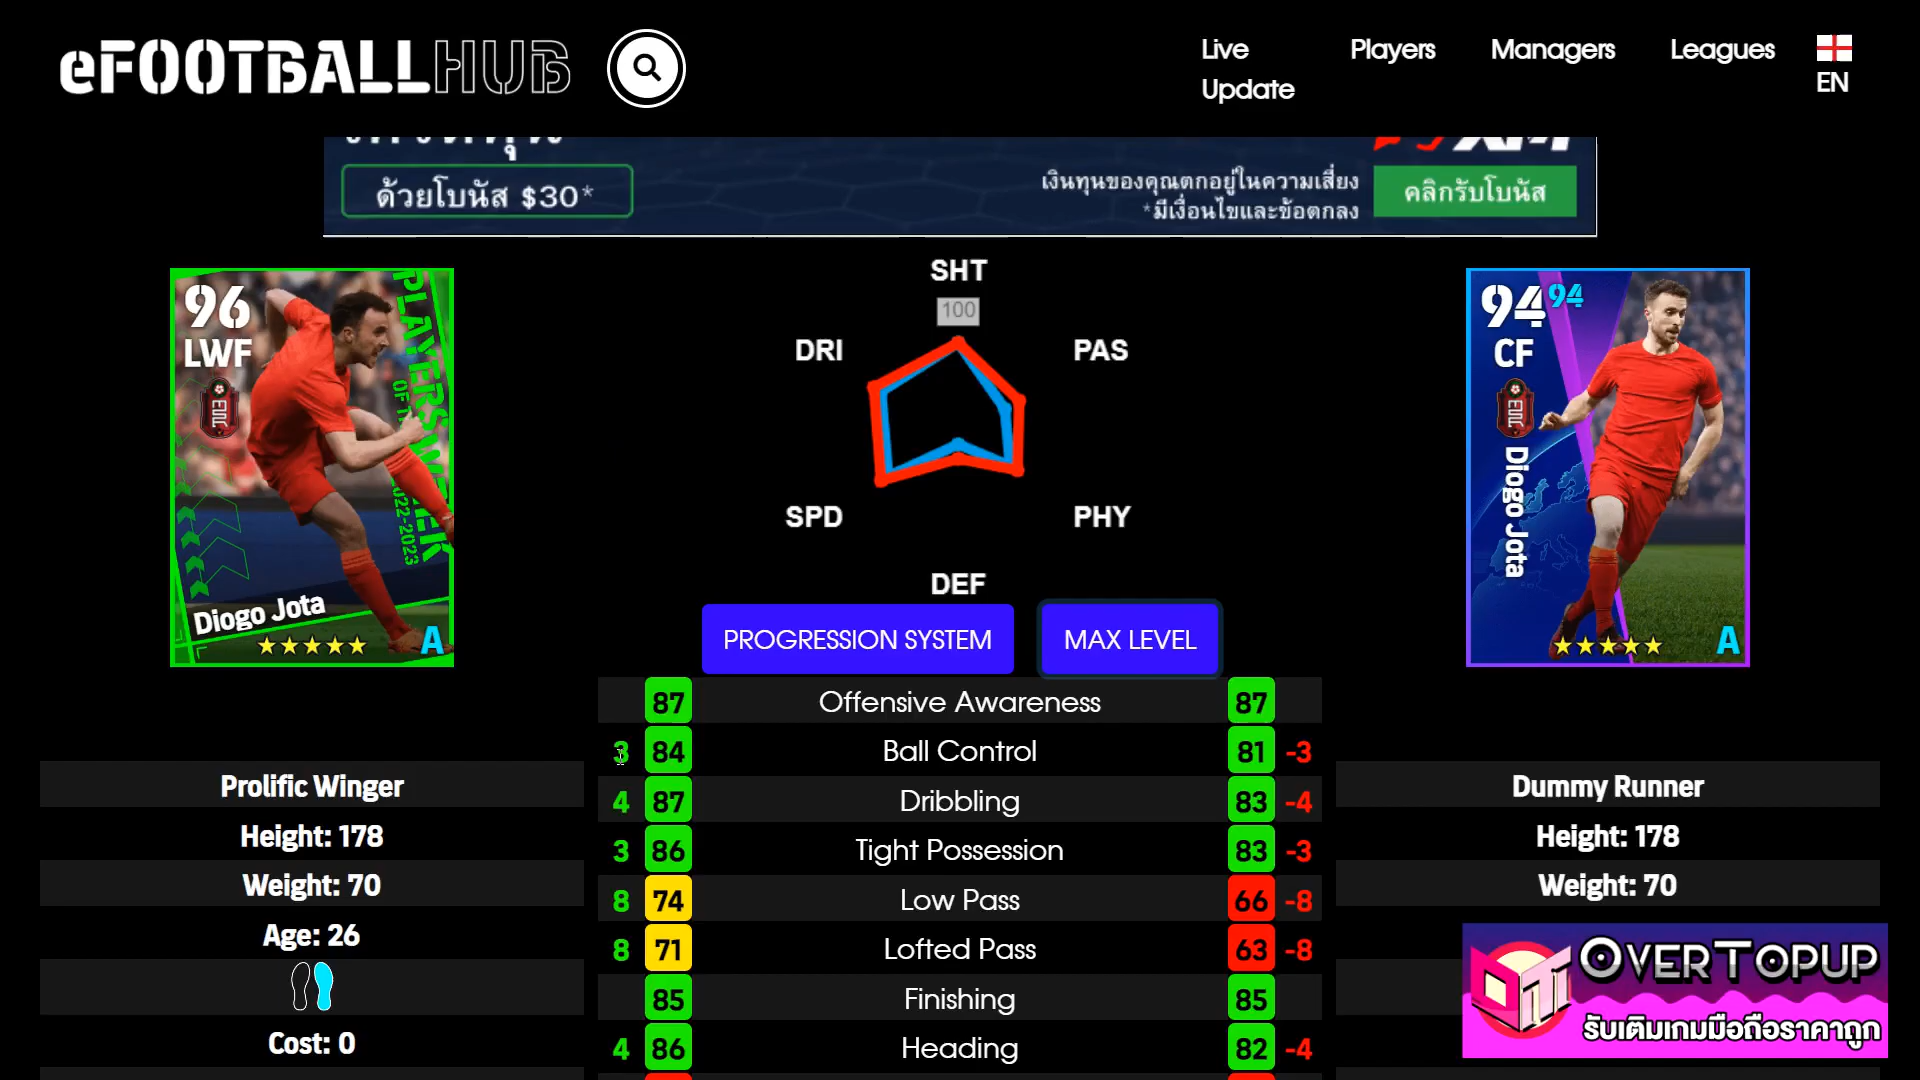 eFOOTBALLHUB
Live Update
Players
Managers
Leagues
EN
ด้วยโบนัส $30*
เงินทุนของคุณตกอยู่ในความเสี่ยง
*มีเงื่อนไขและข้อตกลง
คลิกรับโบนัส
96
LWF
PLAYERS
2022-2023
Diogo Jota
A
SHT
100
DRI
PAS
SPD
PHY
DEF
94 94
CF
Diogo Jota
A
PROGRESSION SYSTEM
MAX LEVEL
87 Offensive Awareness 87
3 84 Ball Control 81 -3
4 87 Dribbling 83 -4
3 86 Tight Possession 83 -3
8 74 Low Pass 66 -8
8 71 Lofted Pass 63 -8
85 Finishing 85
4 86 Heading 82 -4
Prolific Winger
Height: 178
Weight: 70
Age: 26
Cost: 0
Dummy Runner
Height: 178
Weight: 70
OVERTOPUP
รับเติมเกมมือถือราคาถูก